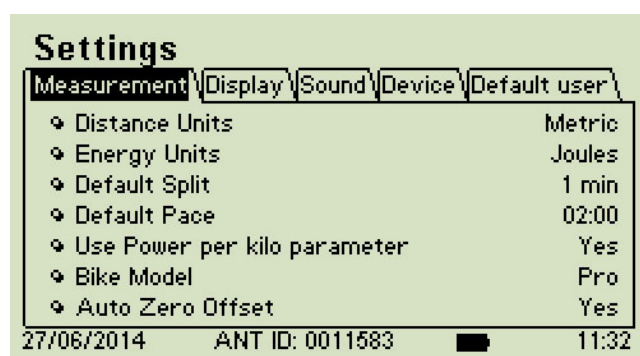 Settings
Measurement Display Sound Device Default user
Distance Units Metric
Energy Units Joules
Default Split 1 min
Default Pace 02:00
Use Power per kilo parameter Yes
Bike Model Pro
Auto Zero Offset Yes
27/06/2014 ANT ID: 0011583 11:32